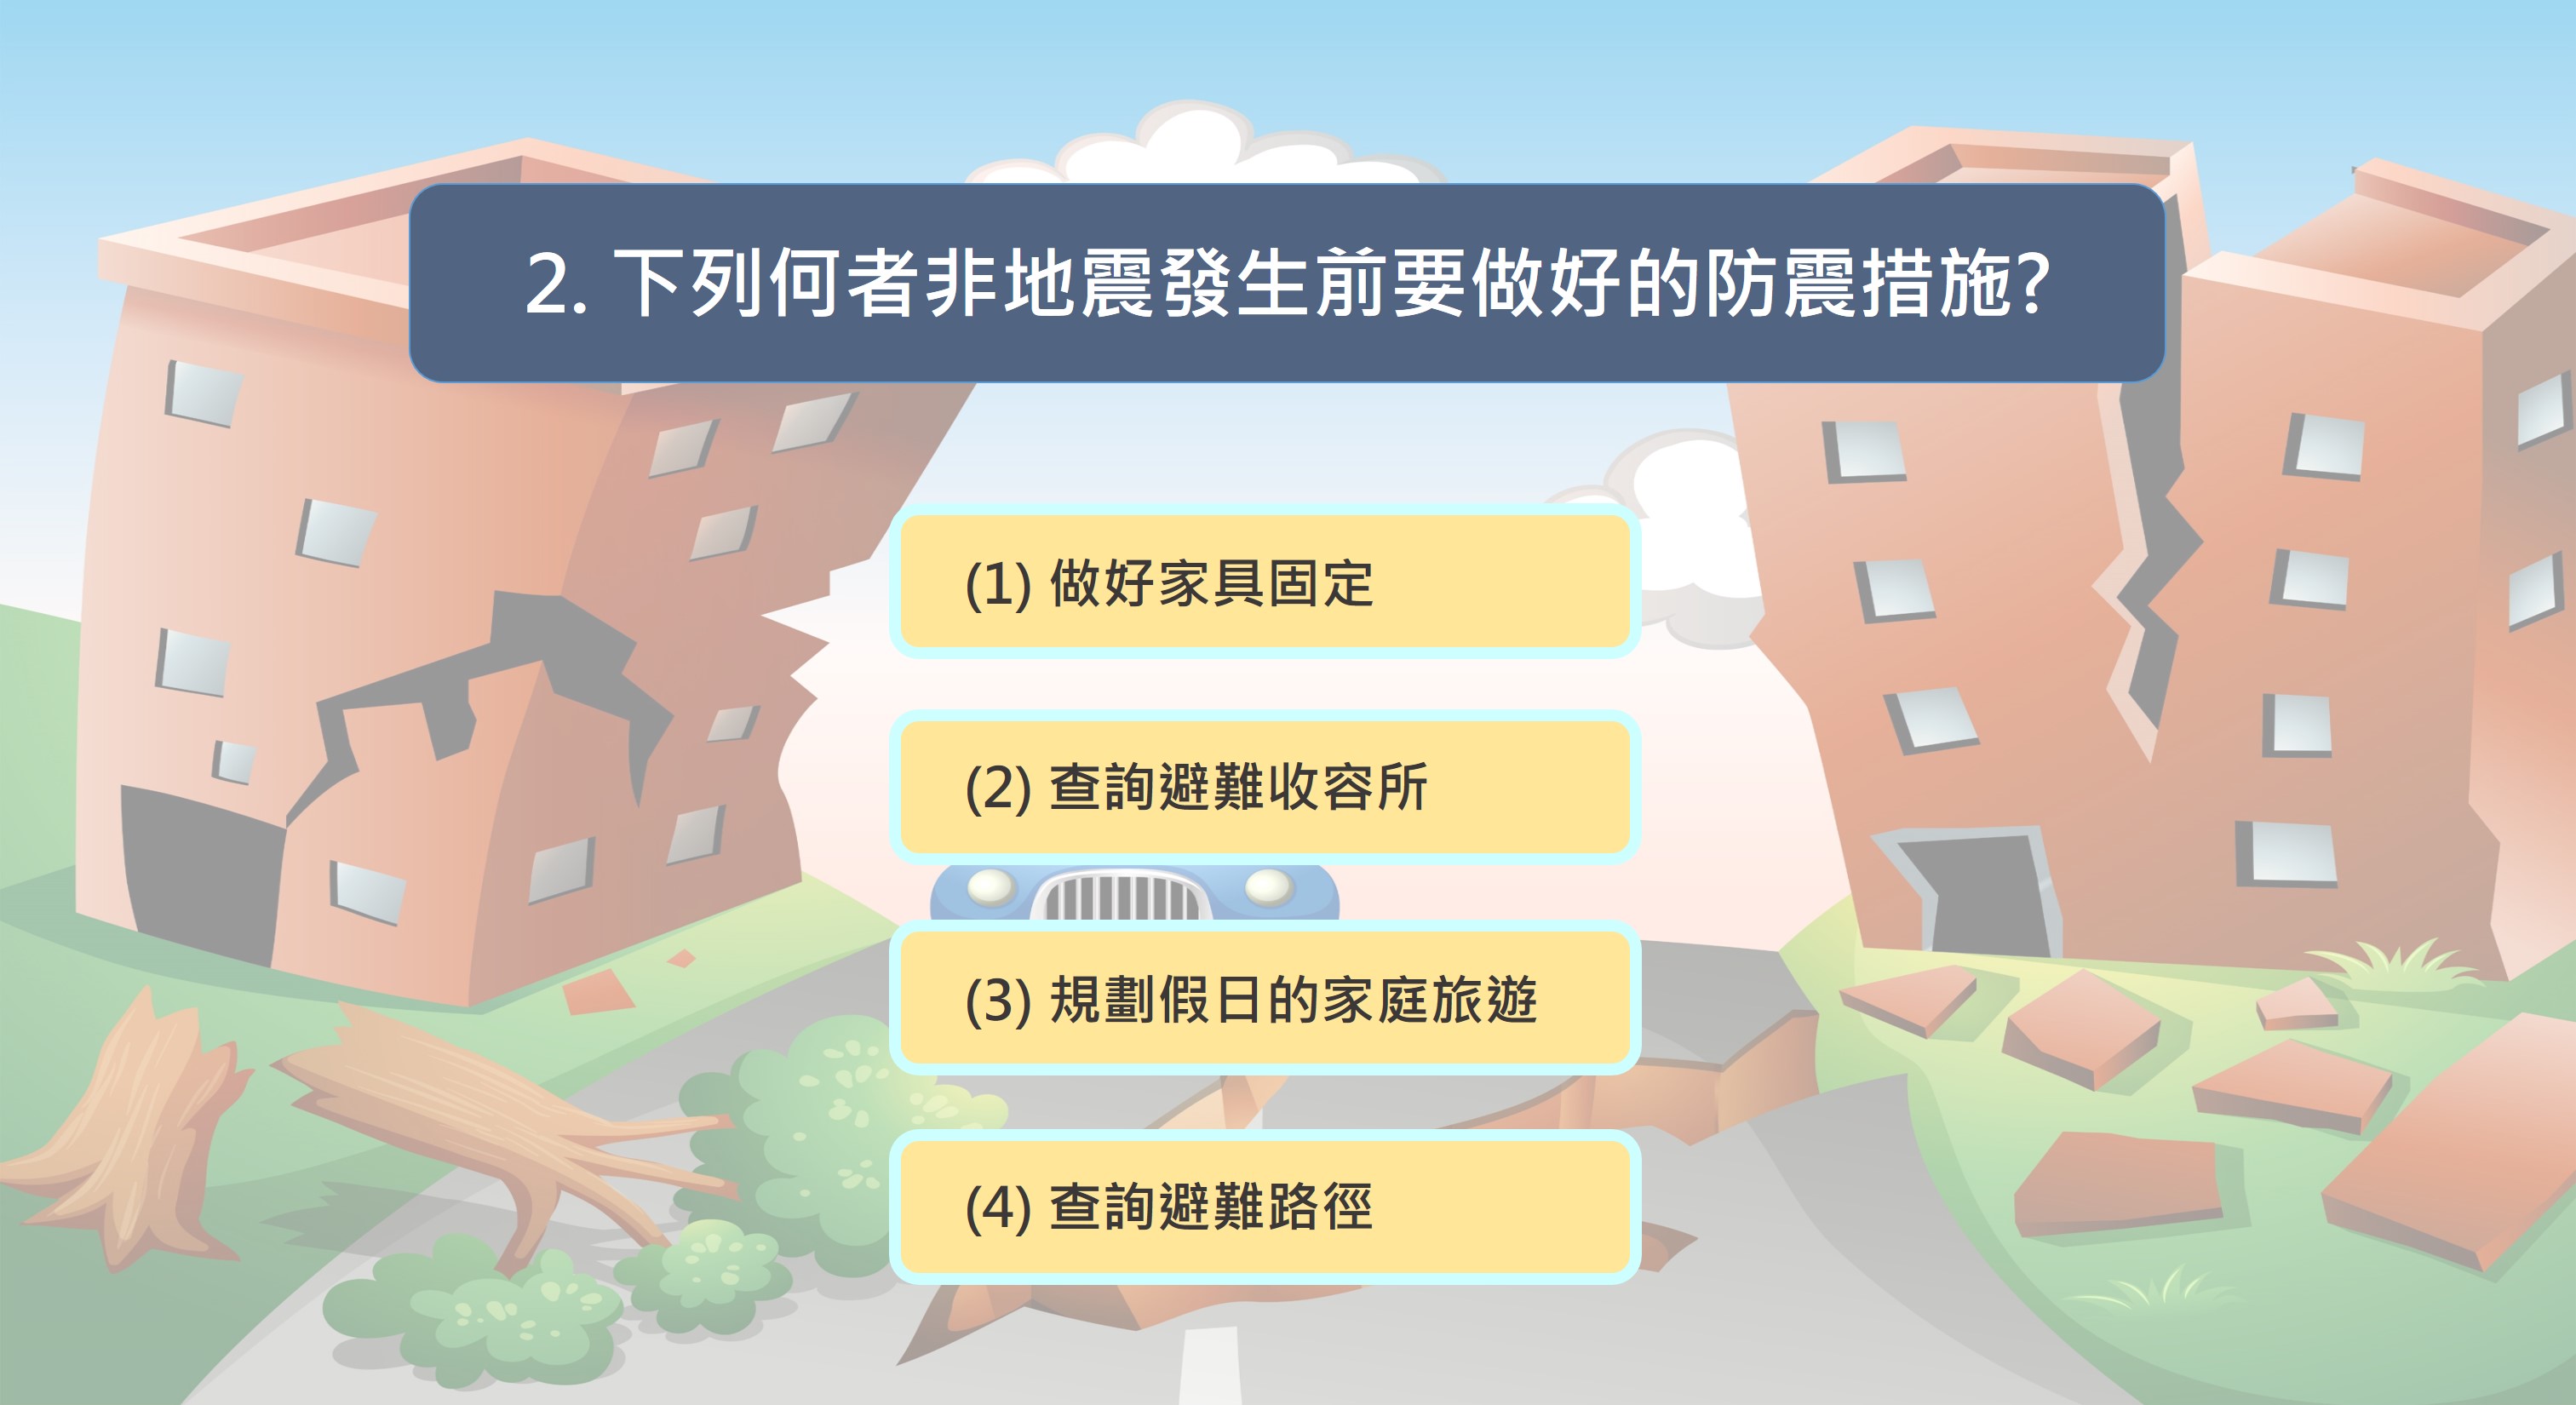 2. 下列何者非地震發生前要做好的防震措施?
(1) 做好家具固定
(2) 查詢避難收容所
(3) 規劃假日的家庭旅遊
(4) 查詢避難路徑